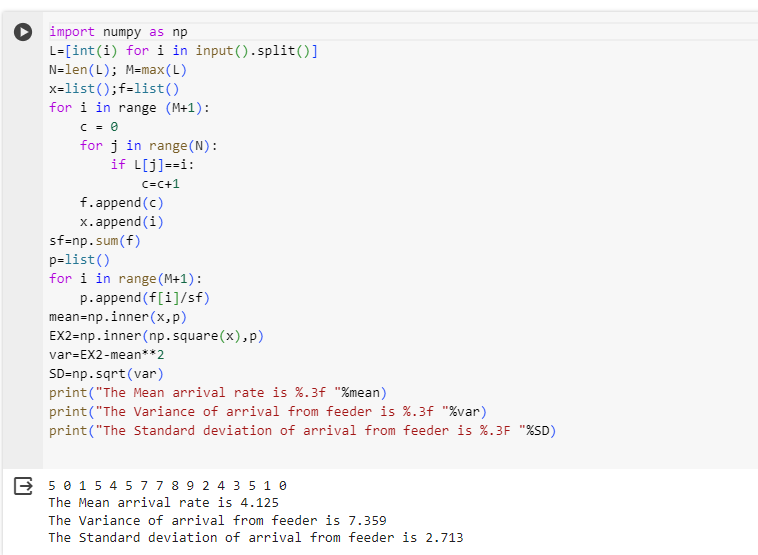 import numpy as np
L=[int(i) for i in input().split()]
N=len(L); M=max(L)
x=list();f=list()
for i in range (M+1):
    c = 0
    for j in range(N):
        if L[j]==i:
            c=c+1
    f.append(c)
    x.append(i)
sf=np.sum(f)
p=list()
for i in range(M+1):
    p.append(f[i]/sf)
mean=np.inner(x,p)
EX2=np.inner(np.square(x),p)
var=EX2-mean**2
SD=np.sqrt(var)
print("The Mean arrival rate is %.3f "%mean)
print("The Variance of arrival from feeder is %.3f "%var)
print("The Standard deviation of arrival from feeder is %.3F "%SD)
5 0 1 5 4 5 7 7 8 9 2 4 3 5 1 0
The Mean arrival rate is 4.125
The Variance of arrival from feeder is 7.359
The Standard deviation of arrival from feeder is 2.713